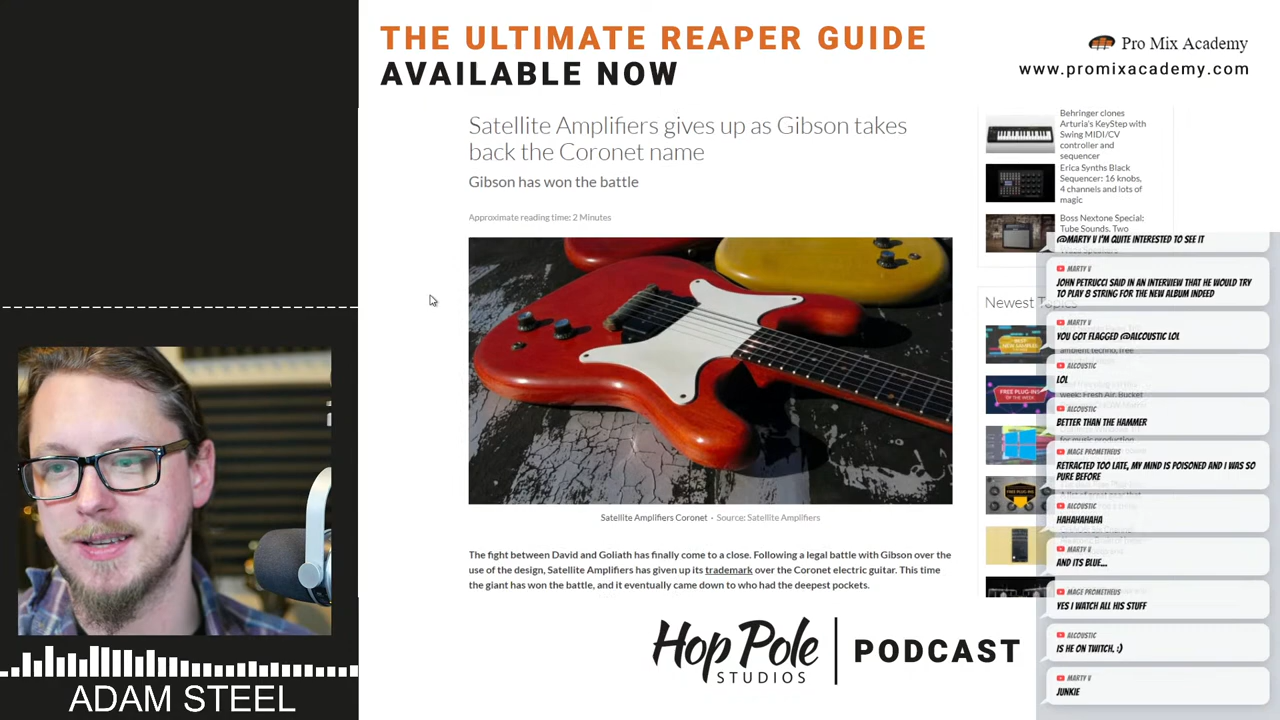 THE ULTIMATE REAPER GUIDE
AVAILABLE NOW
Pro Mix Academy
www.promixacademy.com
Satellite Amplifiers gives up as Gibson takes
back the Coronet name
Gibson has won the battle
Approximate reading time: 2 Minutes
Satellite Amplifiers Coronet - Source: Satellite Amplifiers
The fight between David and Goliath has finally come to a close. Following a legal battle with Gibson over the
use of the design, Satellite Amplifiers has given up its trademark over the Coronet electric guitar. This time
the giant has won the battle, and it eventually came down to who had the deepest pockets.
Behringer clones
Arturia's KeyStep with
Swing MIDI/CV
controller and
sequencer
Erica Synths Black
Sequencer: 16 knobs,
4 channels and lots of
magic
Boss Nextone Special:
Tube Sounds. Two
Newest Topics
@MARTY V I'M QUITE INTERESTED TO SEE IT
MARTY V
JOHN PETRUCCI SAID IN AN INTERVIEW THAT HE WOULD TRY
TO PLAY 8 STRING FOR THE NEW ALBUM INDEED
MARTY V
YOU GOT FLAGGED @ALCOUSTIC LOL
ALCOUSTIC
LOL
ALCOUSTIC
BETTER THAN THE HAMMER
MAGE PROMETHEUS
RETRACTED TOO LATE, MY MIND IS POISONED AND I WAS SO
PURE BEFORE
ALCOUSTIC
HAHAHAHAHA
MARTY V
AND ITS BLUE...
MAGE PROMETHEUS
YES I WATCH ALL HIS STUFF
ALCOUSTIC
IS HE ON TWITCH. :)
MARTY V
JUNKIE
Hop Pole
STUDIOS
PODCAST
ADAM STEEL